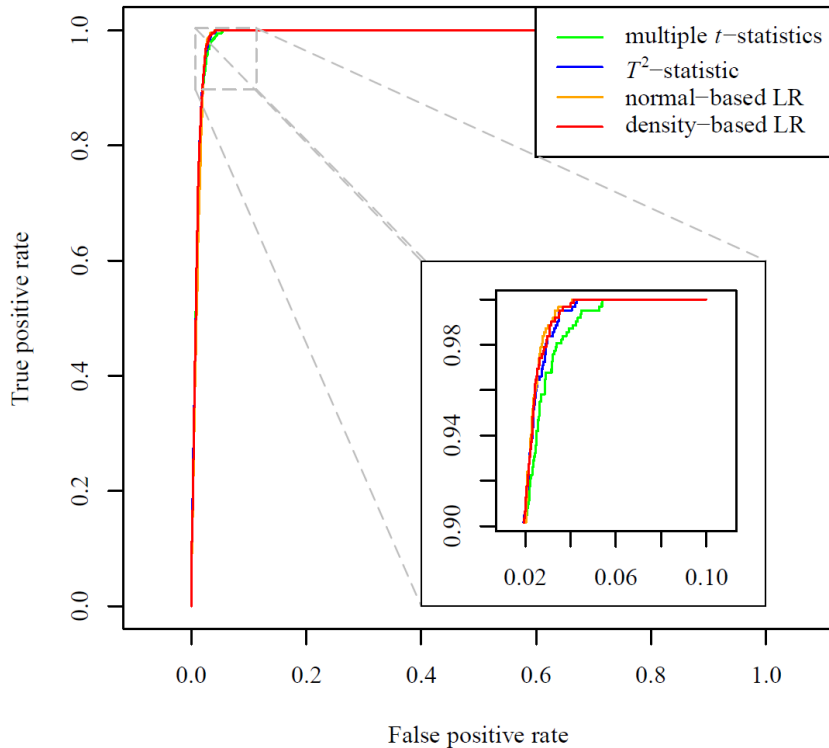 multiple t−statistics
T²−statistic
normal−based LR
density−based LR
True positive rate
1.0
0.8
0.6
0.4
0.2
0.0
0.98
0.94
0.90
0.02 0.06 0.10
0.0 0.2 0.4 0.6 0.8 1.0
False positive rate